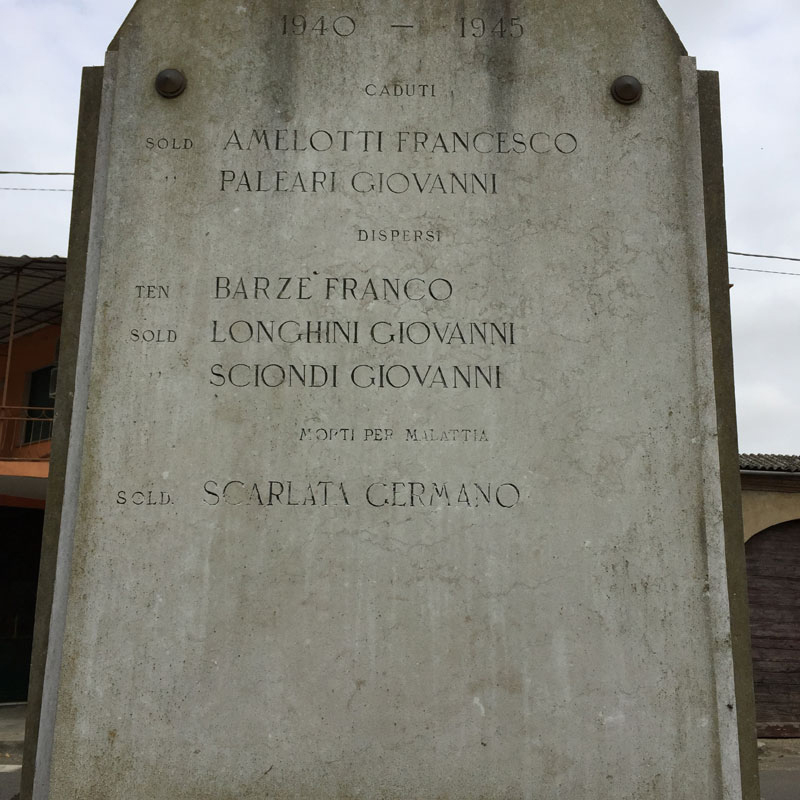 1940 — 1945
CADUTI
SOLD AMELOTTI FRANCESCO
" PALEARI GIOVANNI
DISPERSI
TEN BARZE` FRANCO
SOLD LONGHINI GIOVANNI
" SCIONDI GIOVANNI
MORTI PER MALATTIA
SOLD. SCARLATA GERMANO